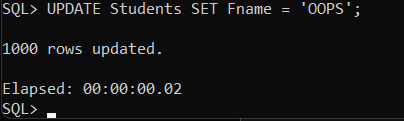 SQL> UPDATE Students SET Fname = 'OOPS';
1000 rows updated.
Elapsed: 00:00:00.02
SQL>